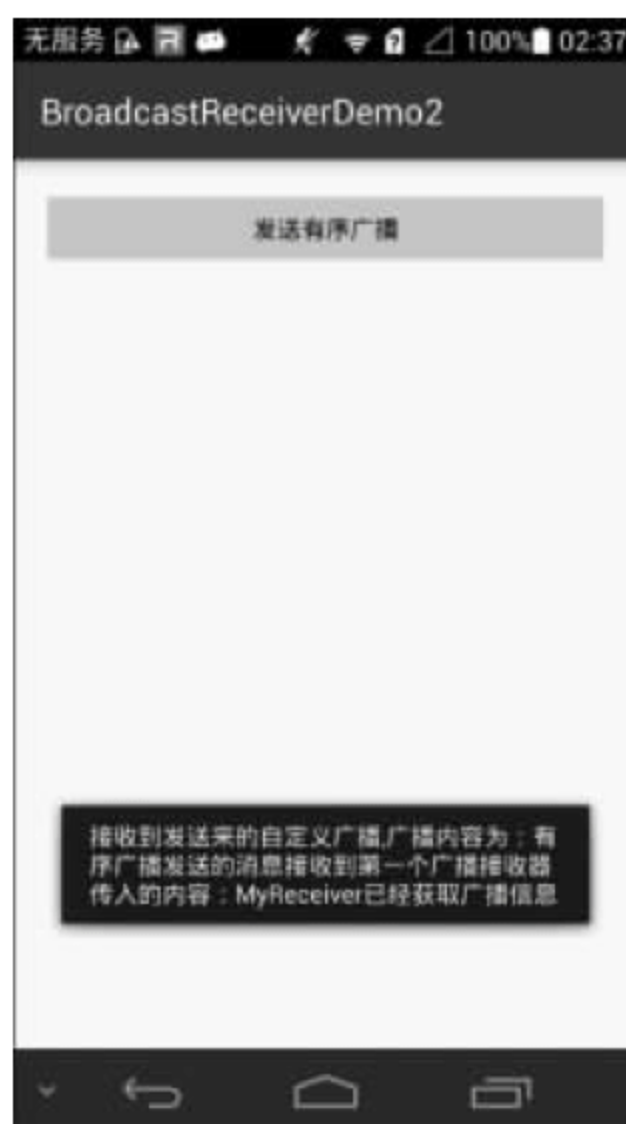 无服务 100% 02:37
BroadcastReceiverDemo2
发送有序广播
接收到发送来的自定义广播,广播内容为:有
序广播发送的消息接收到第一个广播接收器
传入的内容:MyReceiver已经获取广播信息